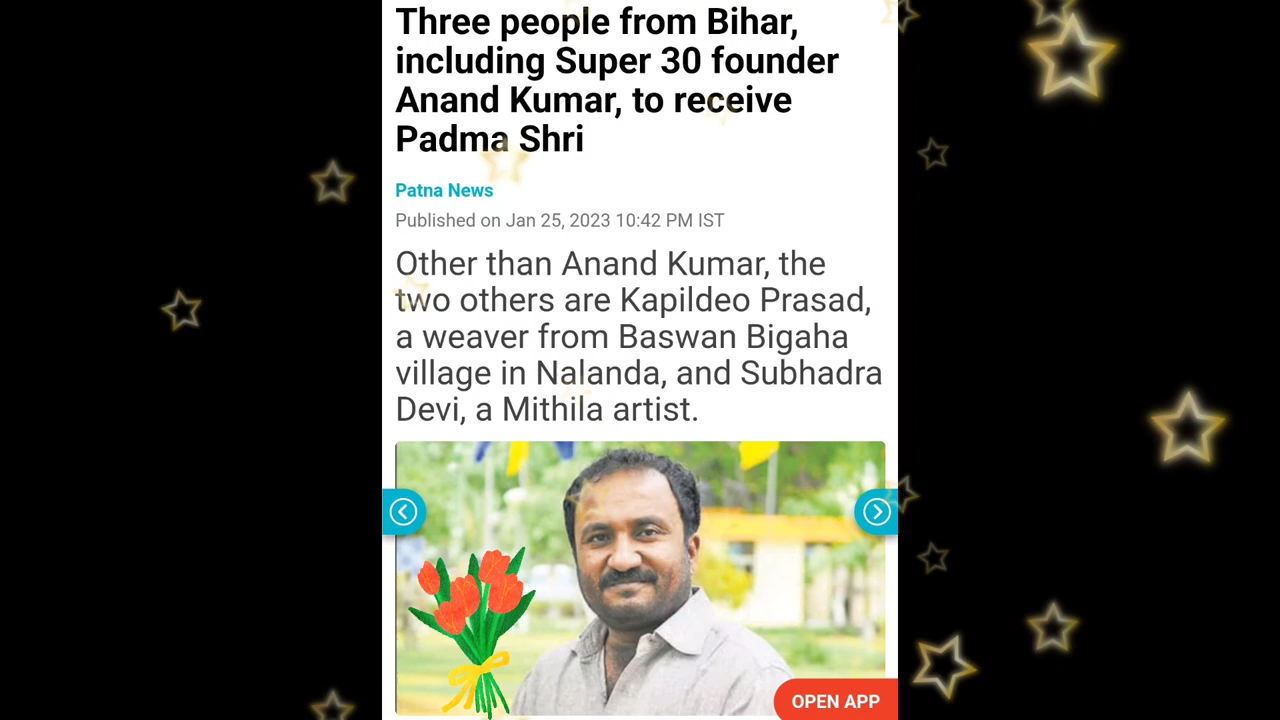 Three people from Bihar,
including Super 30 founder
Anand Kumar, to receive
Padma Shri
Patna News
Published on Jan 25, 2023 10:42 PM IST
Other than Anand Kumar, the
two others are Kapildeo Prasad,
a weaver from Baswan Bigaha
village in Nalanda, and Subhadra
Devi, a Mithila artist.
OPEN APP